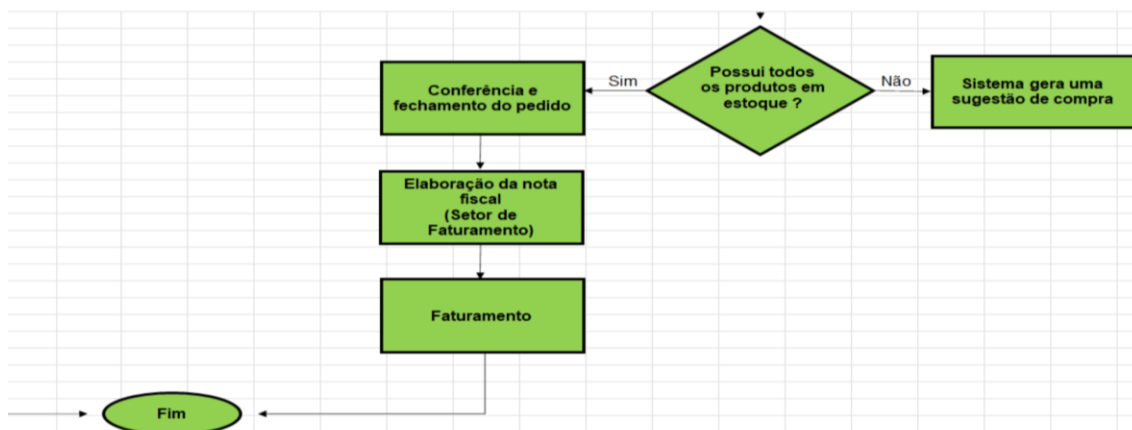 Possui todos
os produtos em
estoque ?
Sim
Não
Conferência e
fechamento do pedido
Sistema gera uma
sugestão de compra
Elaboração da nota
fiscal
(Setor de
Faturamento)
Faturamento
Fim